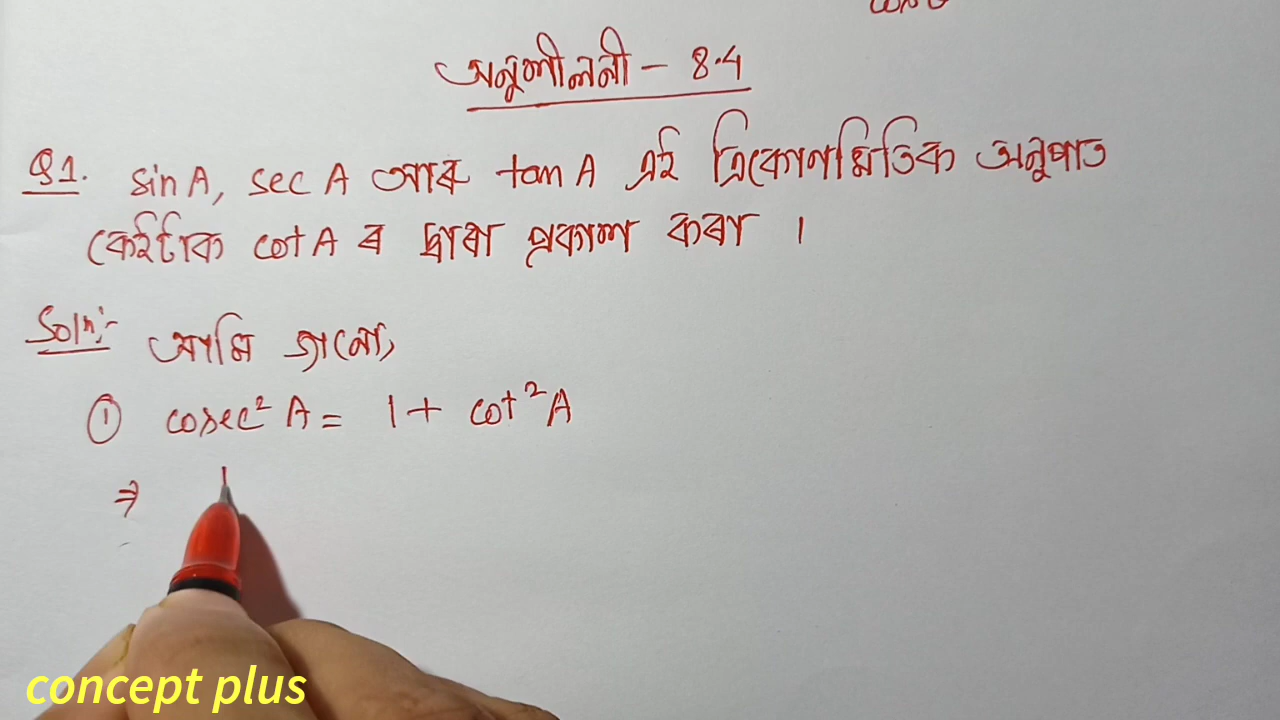 অনুশীলনী - 8.4
Q1. sin A, sec A আৰু tan A এই ত্ৰিকোণমিতিক অনুপাত
কেইটাক cot A ৰ দ্বাৰা প্ৰকাশ কৰা ।
Soln:- আমি জানো,
① cosec² A = 1 + cot² A
⇒ 1
concept plus